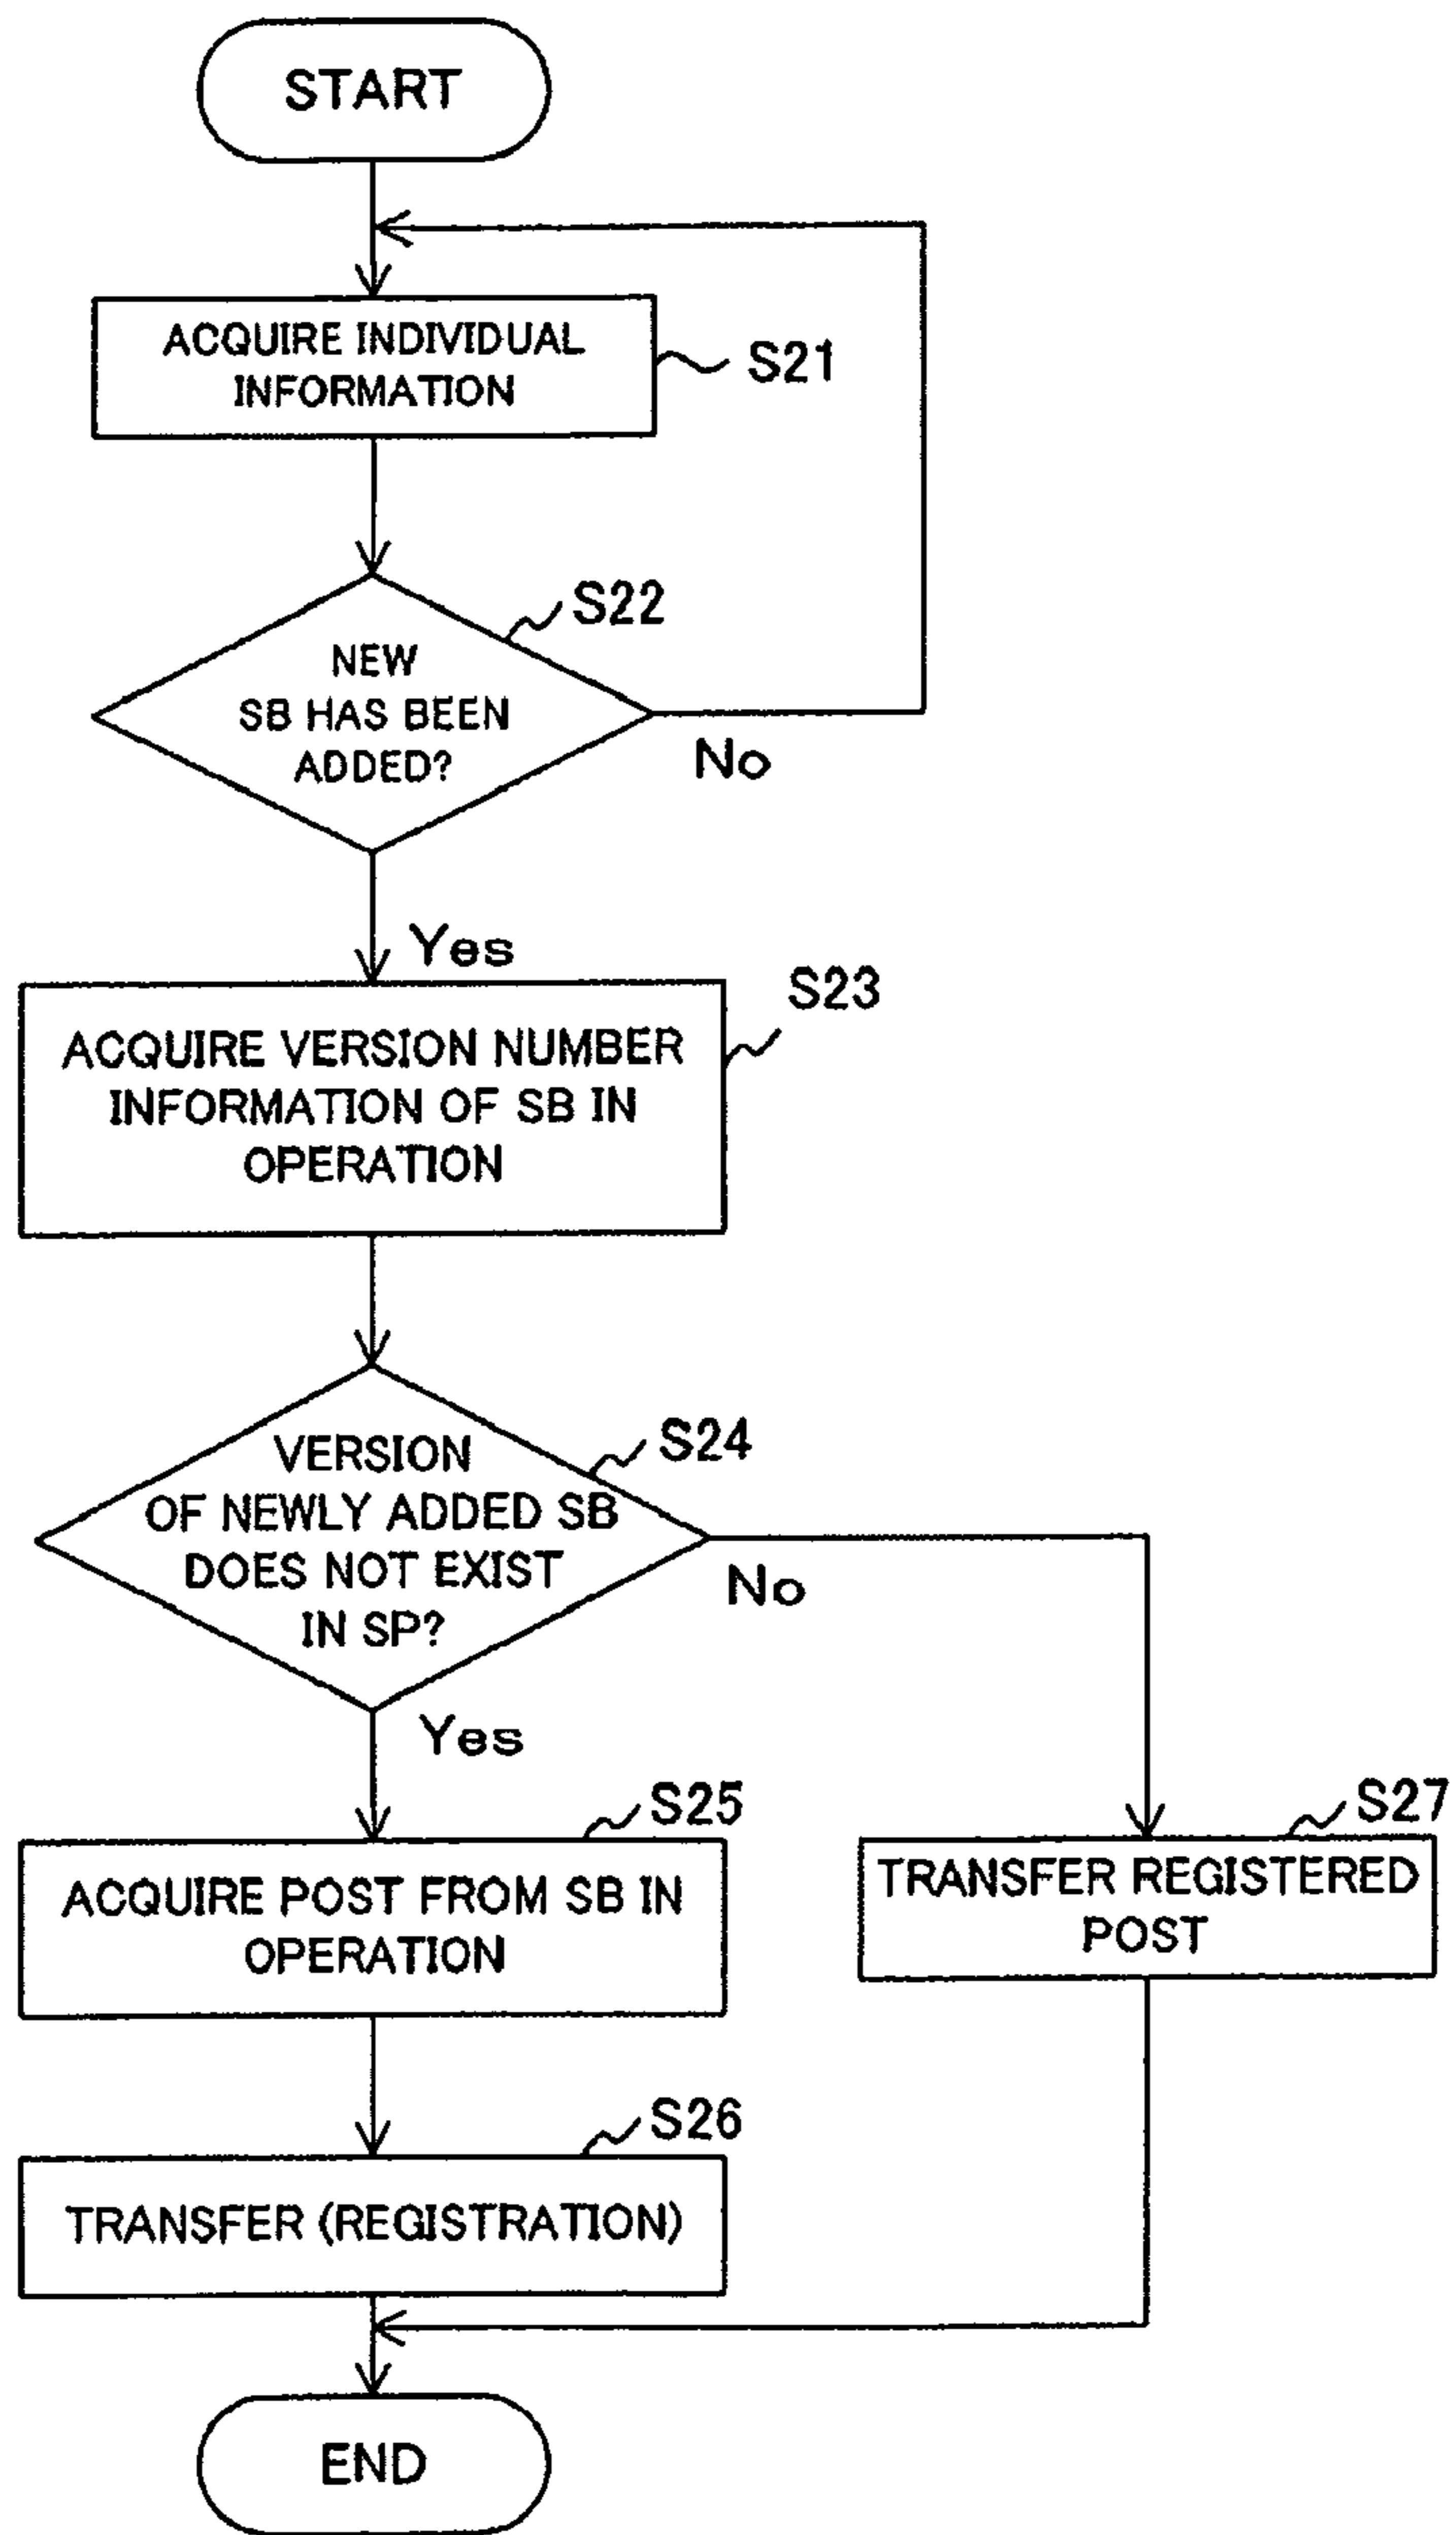 START
ACQUIRE INDIVIDUAL
INFORMATION
S21
S22
NEW
SB HAS BEEN
ADDED?
No
Yes
S23
ACQUIRE VERSION NUMBER
INFORMATION OF SB IN
OPERATION
S24
VERSION
OF NEWLY ADDED SB
DOES NOT EXIST
IN SP?
No
Yes
S25
ACQUIRE POST FROM SB IN
OPERATION
S27
TRANSFER REGISTERED
POST
S26
TRANSFER (REGISTRATION)
END